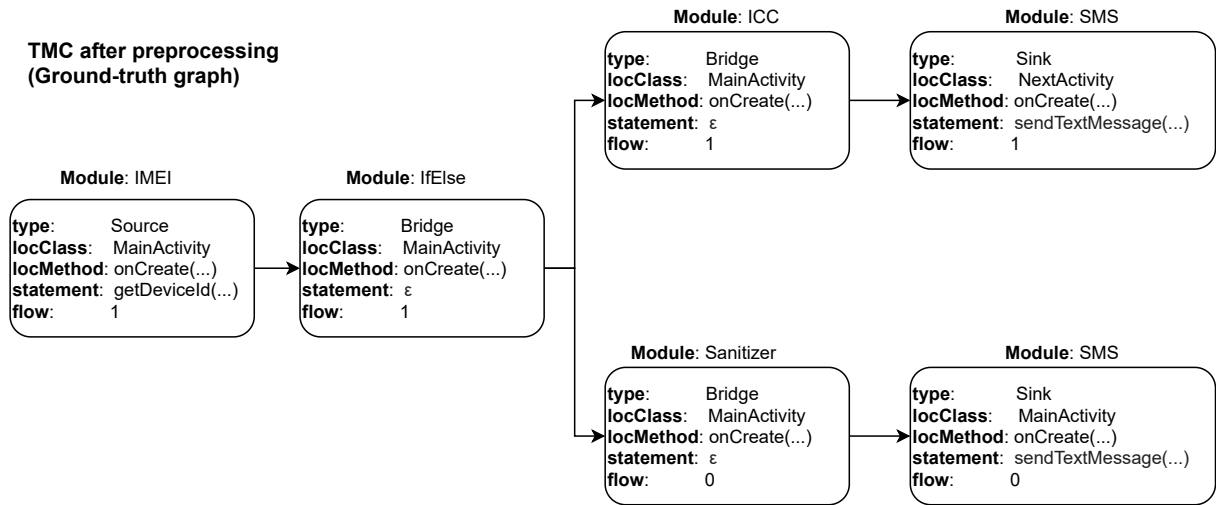 TMC after preprocessing
(Ground-truth graph)
Module: IMEI
type: Source
locClass: MainActivity
locMethod: onCreate(...)
statement: getDeviceId(...)
flow: 1
Module: IfElse
type: Bridge
locClass: MainActivity
locMethod: onCreate(...)
statement: ε
flow: 1
Module: ICC
type: Bridge
locClass: MainActivity
locMethod: onCreate(...)
statement: ε
flow: 1
Module: SMS
type: Sink
locClass: NextActivity
locMethod: onCreate(...)
statement: sendTextMessage(...)
flow: 1
Module: Sanitizer
type: Bridge
locClass: MainActivity
locMethod: onCreate(...)
statement: ε
flow: 0
Module: SMS
type: Sink
locClass: MainActivity
locMethod: onCreate(...)
statement: sendTextMessage(...)
flow: 0